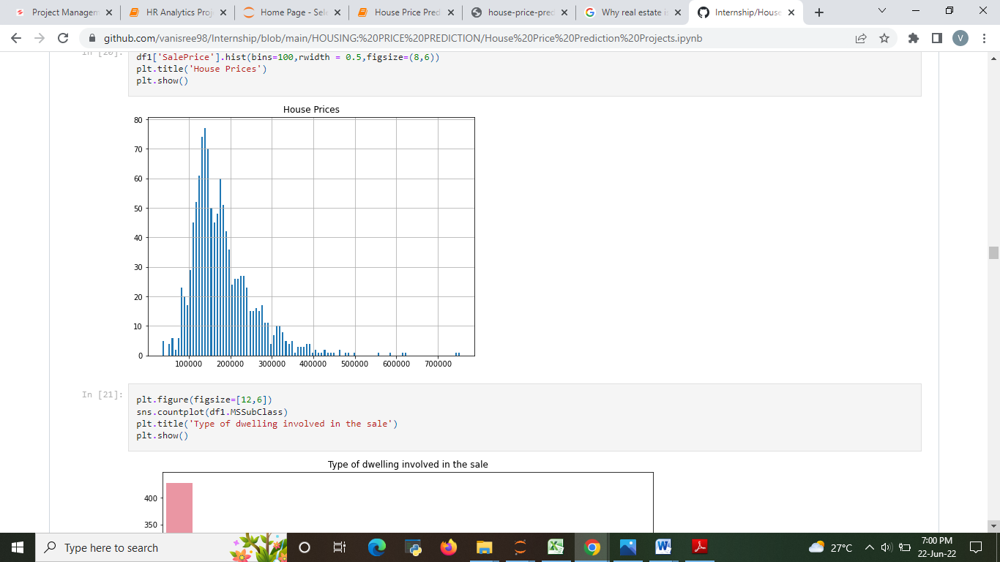 Project Managem
HR Analytics Proj
Home Page - Sele
House Price Pred
house-price-pred
Why real estate is
Internship/House
github.com/vanisree98/Internship/blob/main/HOUSING:%20PRICE%20PREDICTION/House%20Price%20Prediction%20Projects.ipynb
V
In [20]:
df1['SalePrice'].hist(bins=100,rwidth = 0.5,figsize=(8,6))
plt.title('House Prices')
plt.show()
House Prices
80
70
60
50
40
30
20
10
0
100000 200000 300000 400000 500000 600000 700000
In [21]:
plt.figure(figsize=[12,6])
sns.countplot(df1.MSSubClass)
plt.title('Type of dwelling involved in the sale')
plt.show()
Type of dwelling involved in the sale
400
350
Type here to search
27°C
7:00 PM
22-Jun-22